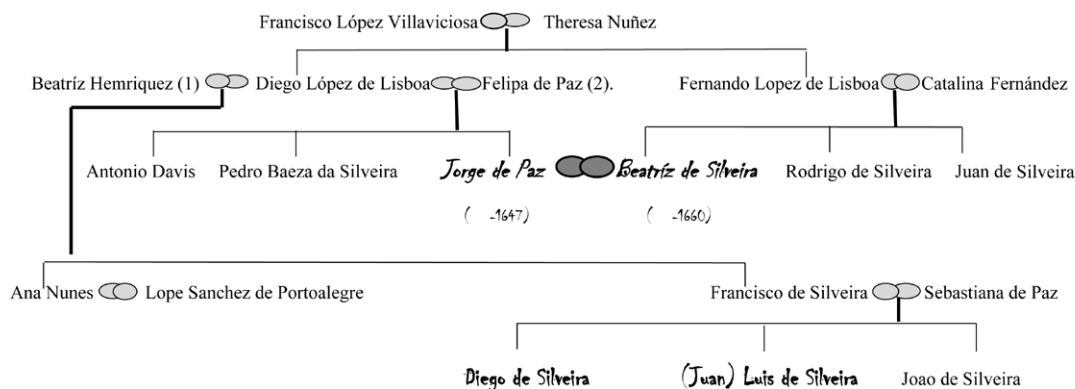 Francisco López Villaviciosa Theresa Nuñez
Beatríz Hemriquez (1) Diego López de Lisboa Felipa de Paz (2). Fernando Lopez de Lisboa Catalina Fernández
Antonio Davis Pedro Baeza da Silveira Jorge de Paz Beatríz de Silveira Rodrigo de Silveira Juan de Silveira
( -1647) ( -1660)
Ana Nunes Lope Sanchez de Portoalegre Francisco de Silveira Sebastiana de Paz
Diego de Silveira (Juan) Luis de Silveira Joao de Silveira